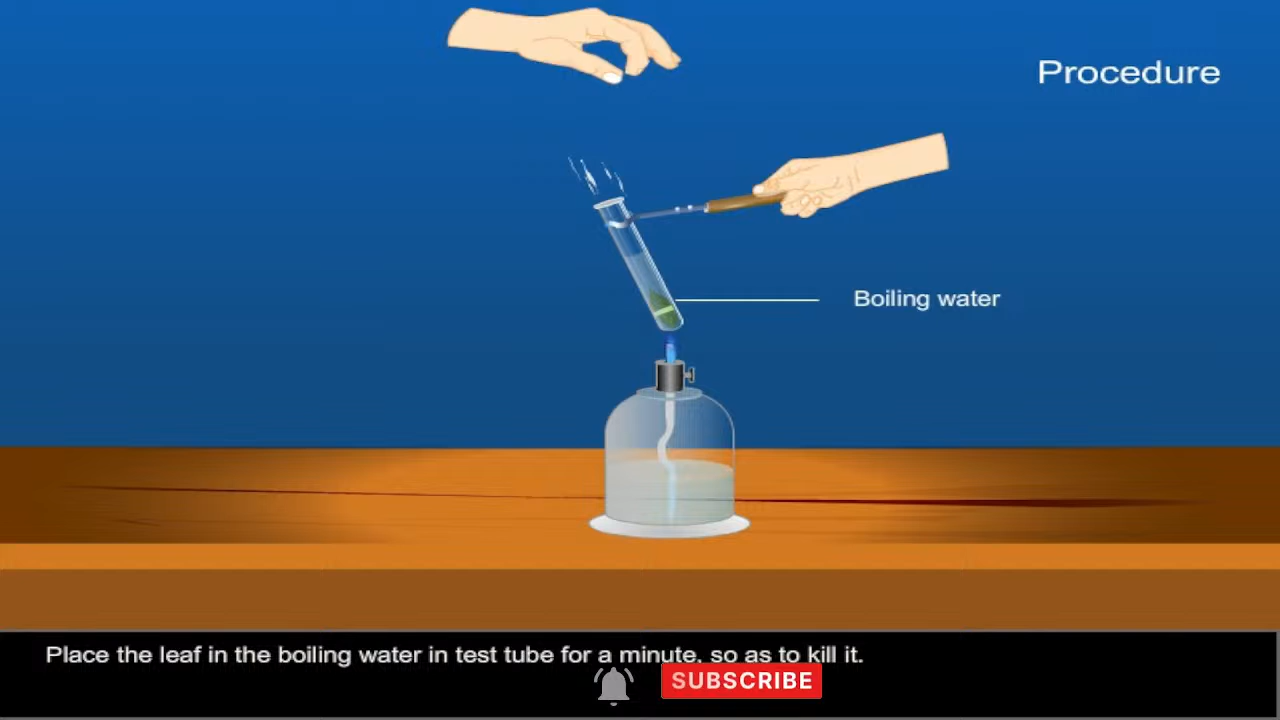 Procedure
Boiling water
Place the leaf in the boiling water in test tube for a minute, so as to kill it.
SUBSCRIBE